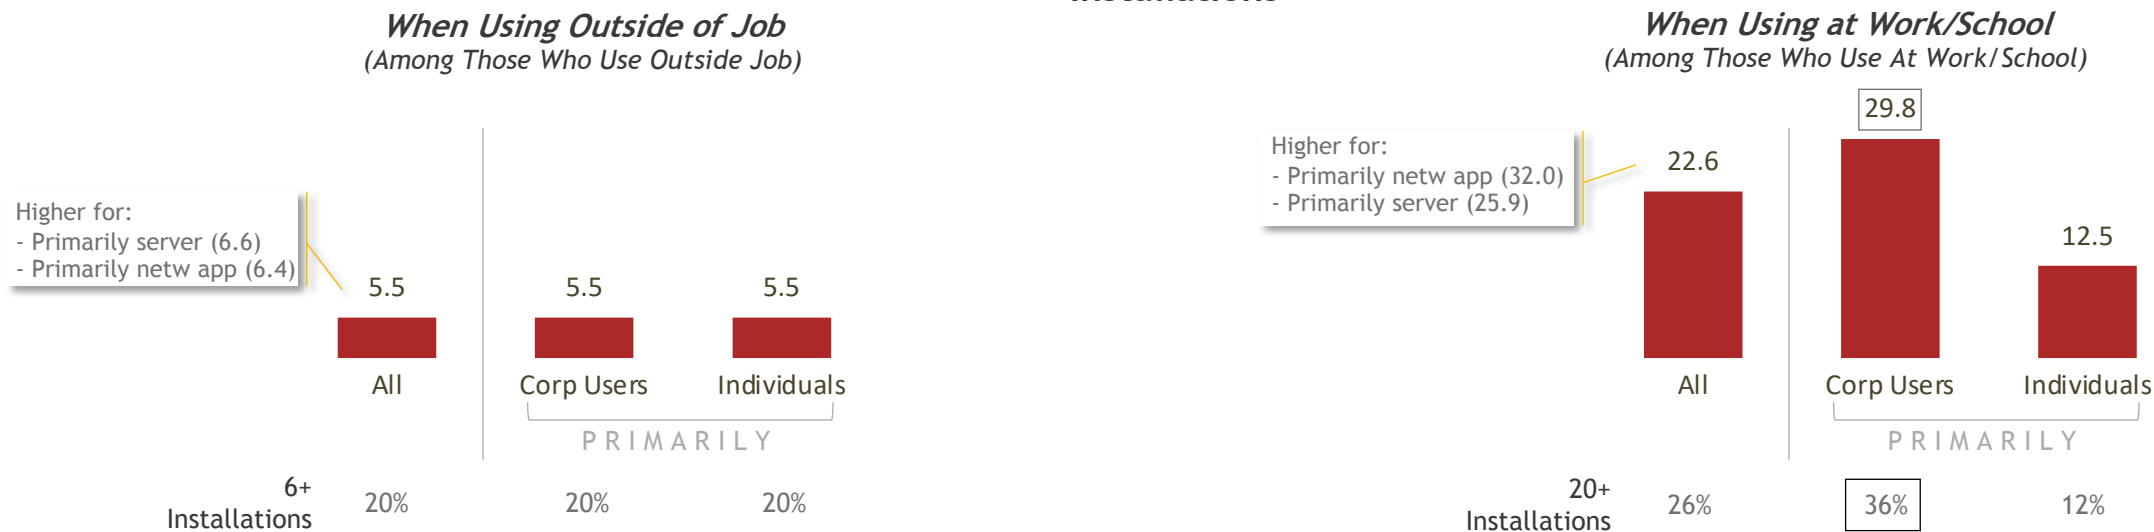 When Using Outside of Job
(Among Those Who Use Outside Job)
Higher for:
- Primarily server (6.6)
- Primarily netw app (6.4)
5.5
5.5
5.5
All
Corp Users
Individuals
PRIMARILY
6+
Installations
20%
20%
20%
When Using at Work/School
(Among Those Who Use At Work/School)
Higher for:
- Primarily netw app (32.0)
- Primarily server (25.9)
22.6
29.8
12.5
All
Corp Users
Individuals
PRIMARILY
20+
Installations
26%
36%
12%